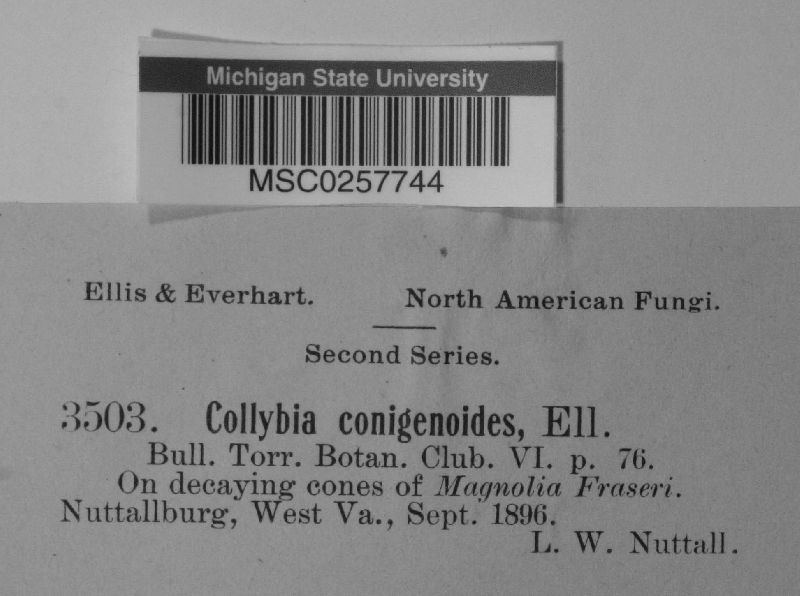 Michigan State University
MSC0257744
Ellis & Everhart. North American Fungi.
Second Series.
3503. Collybia conigenoides, Ell.
Bull. Torr. Botan. Club. VI. p. 76.
On decaying cones of Magnolia Fraseri.
Nuttallburg, West Va., Sept. 1896.
L. W. Nuttall.